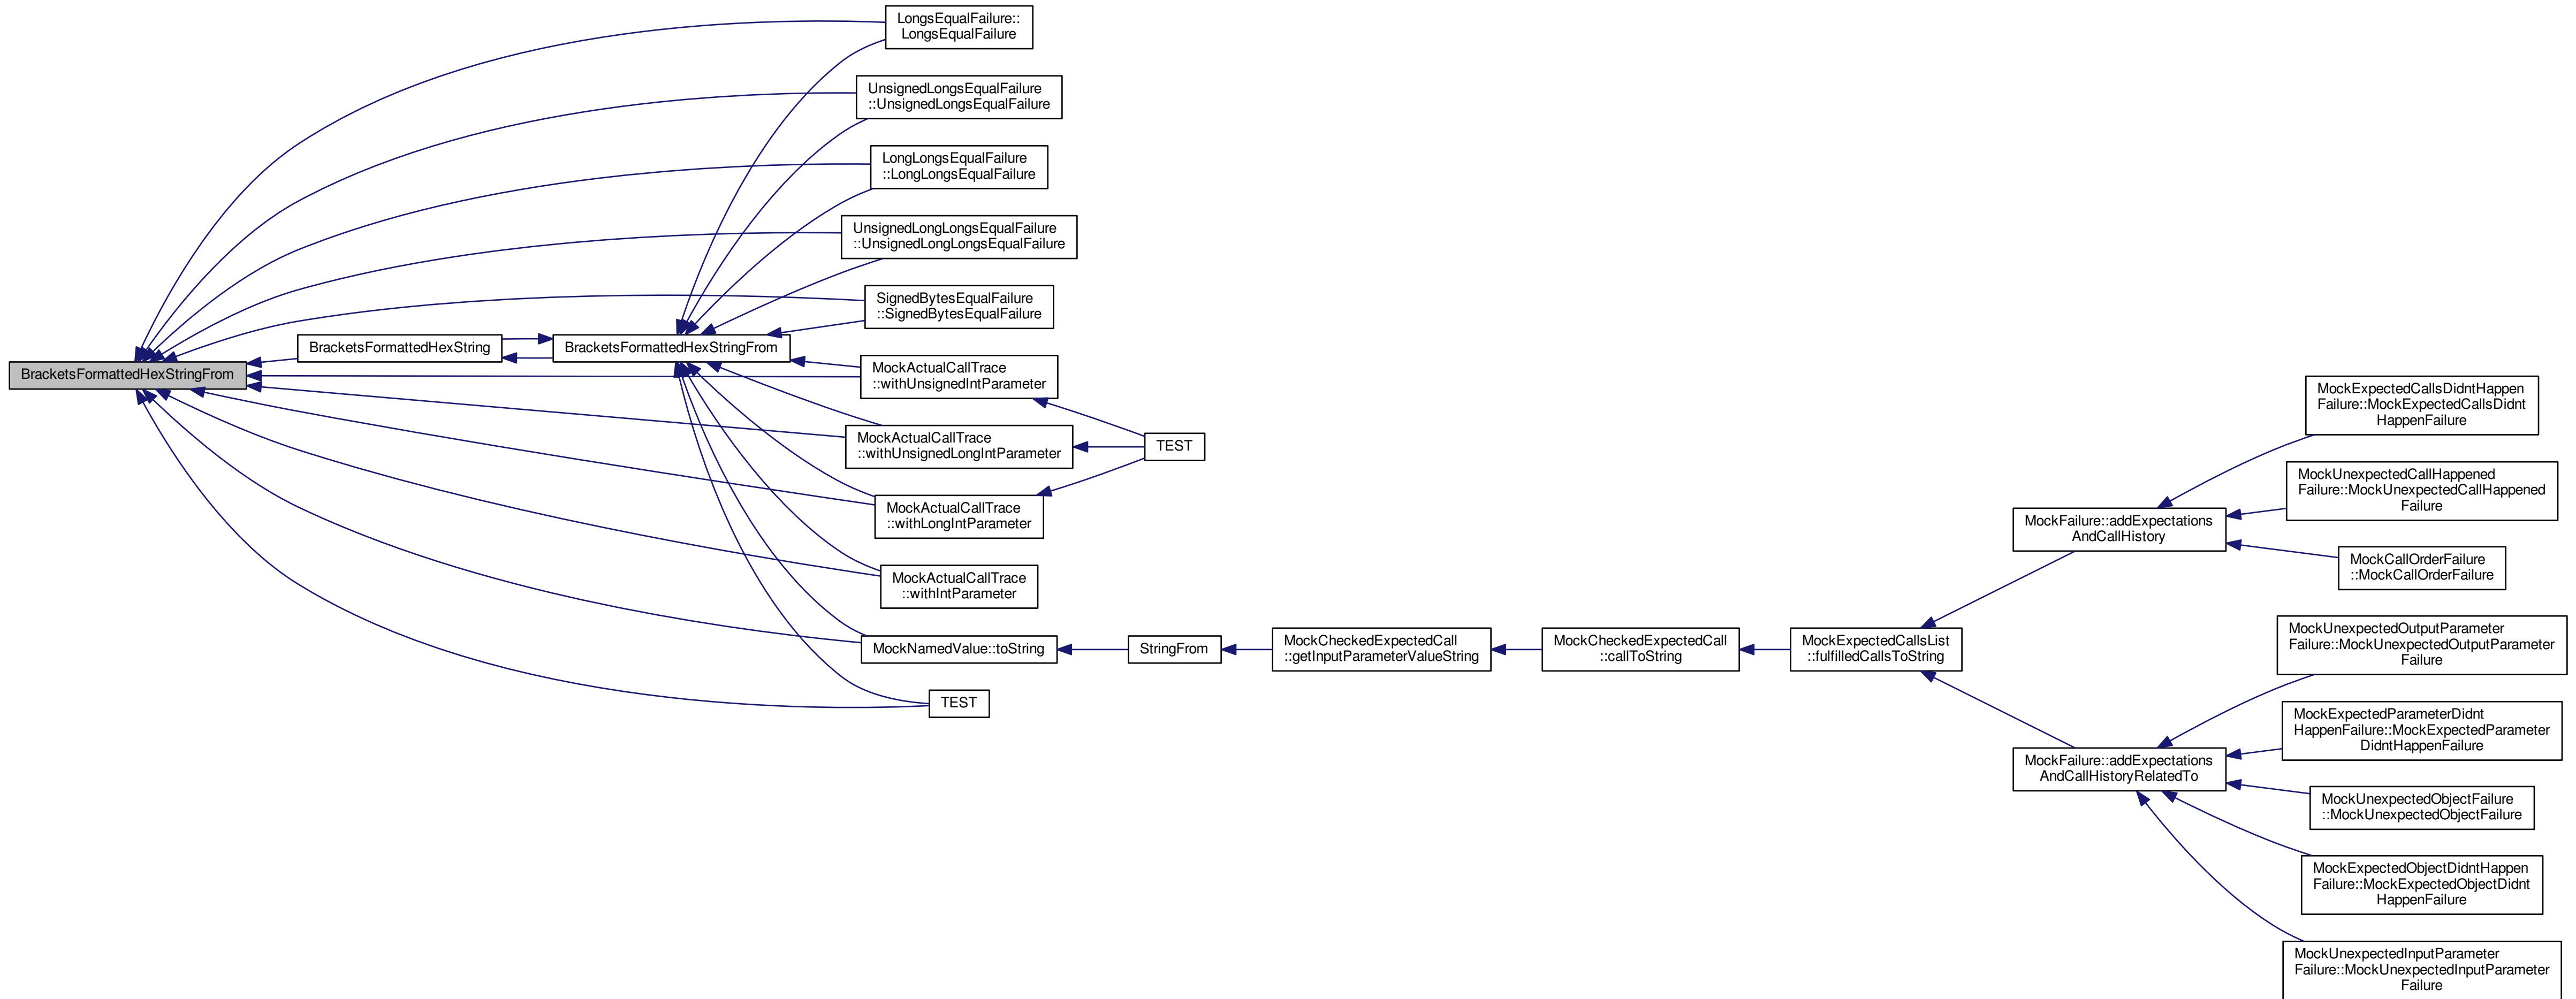 LongsEqualFailure::
LongsEqualFailure
UnsignedLongsEqualFailure
::UnsignedLongsEqualFailure
LongLongsEqualFailure
::LongLongsEqualFailure
UnsignedLongLongsEqualFailure
::UnsignedLongLongsEqualFailure
SignedBytesEqualFailure
::SignedBytesEqualFailure
BracketsFormattedHexStringFrom
BracketsFormattedHexString
BracketsFormattedHexStringFrom
MockActualCallTrace
::withUnsignedIntParameter
MockActualCallTrace
::withUnsignedLongIntParameter
TEST
MockActualCallTrace
::withLongIntParameter
MockActualCallTrace
::withIntParameter
MockNamedValue::toString
StringFrom
MockCheckedExpectedCall
::getInputParameterValueString
MockCheckedExpectedCall
::callToString
MockExpectedCallsList
::fulfilledCallsToString
TEST
MockFailure::addExpectations
AndCallHistory
MockExpectedCallsDidntHappen
Failure::MockExpectedCallsDidnt
HappenFailure
MockUnexpectedCallHappened
Failure::MockUnexpectedCallHappened
Failure
MockCallOrderFailure
::MockCallOrderFailure
MockFailure::addExpectations
AndCallHistoryRelatedTo
MockUnexpectedOutputParameter
Failure::MockUnexpectedOutputParameter
Failure
MockExpectedParameterDidnt
HappenFailure::MockExpectedParameter
DidntHappenFailure
MockUnexpectedObjectFailure
::MockUnexpectedObjectFailure
MockExpectedObjectDidntHappen
Failure::MockExpectedObjectDidnt
HappenFailure
MockUnexpectedInputParameter
Failure::MockUnexpectedInputParameter
Failure